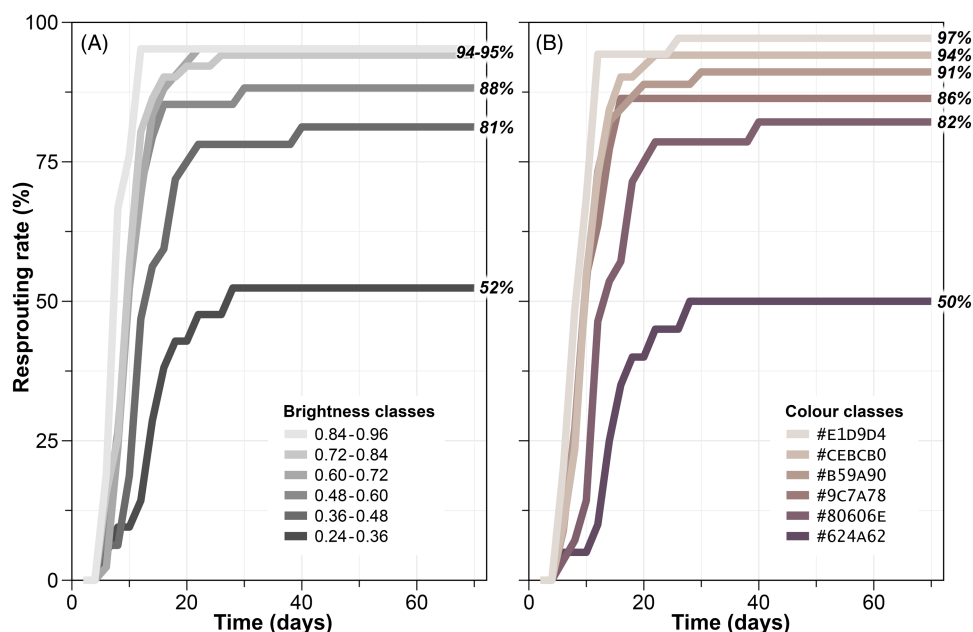 (A)
Resprouting rate (%)
100
75
50
25
0
94-95%
88%
81%
52%
Brightness classes
0.84-0.96
0.72-0.84
0.60-0.72
0.48-0.60
0.36-0.48
0.24-0.36
0 20 40 60
Time (days)
(B)
97%
94%
91%
86%
82%
50%
Colour classes
#E1D9D4
#CEBCB0
#B59A90
#9C7A78
#80606E
#624A62
0 20 40 60
Time (days)